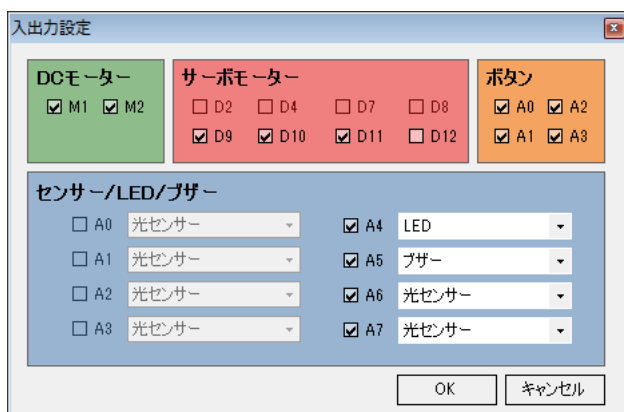 入出力設定
DCモーター
M1 M2
サーボモーター
D2 D4 D7 D8
D9 D10 D11 D12
ボタン
A0 A2
A1 A3
センサー/LED/ブザー
A0 光センサー
A1 光センサー
A2 光センサー
A3 光センサー
A4 LED
A5 ブザー
A6 光センサー
A7 光センサー
OK キャンセル